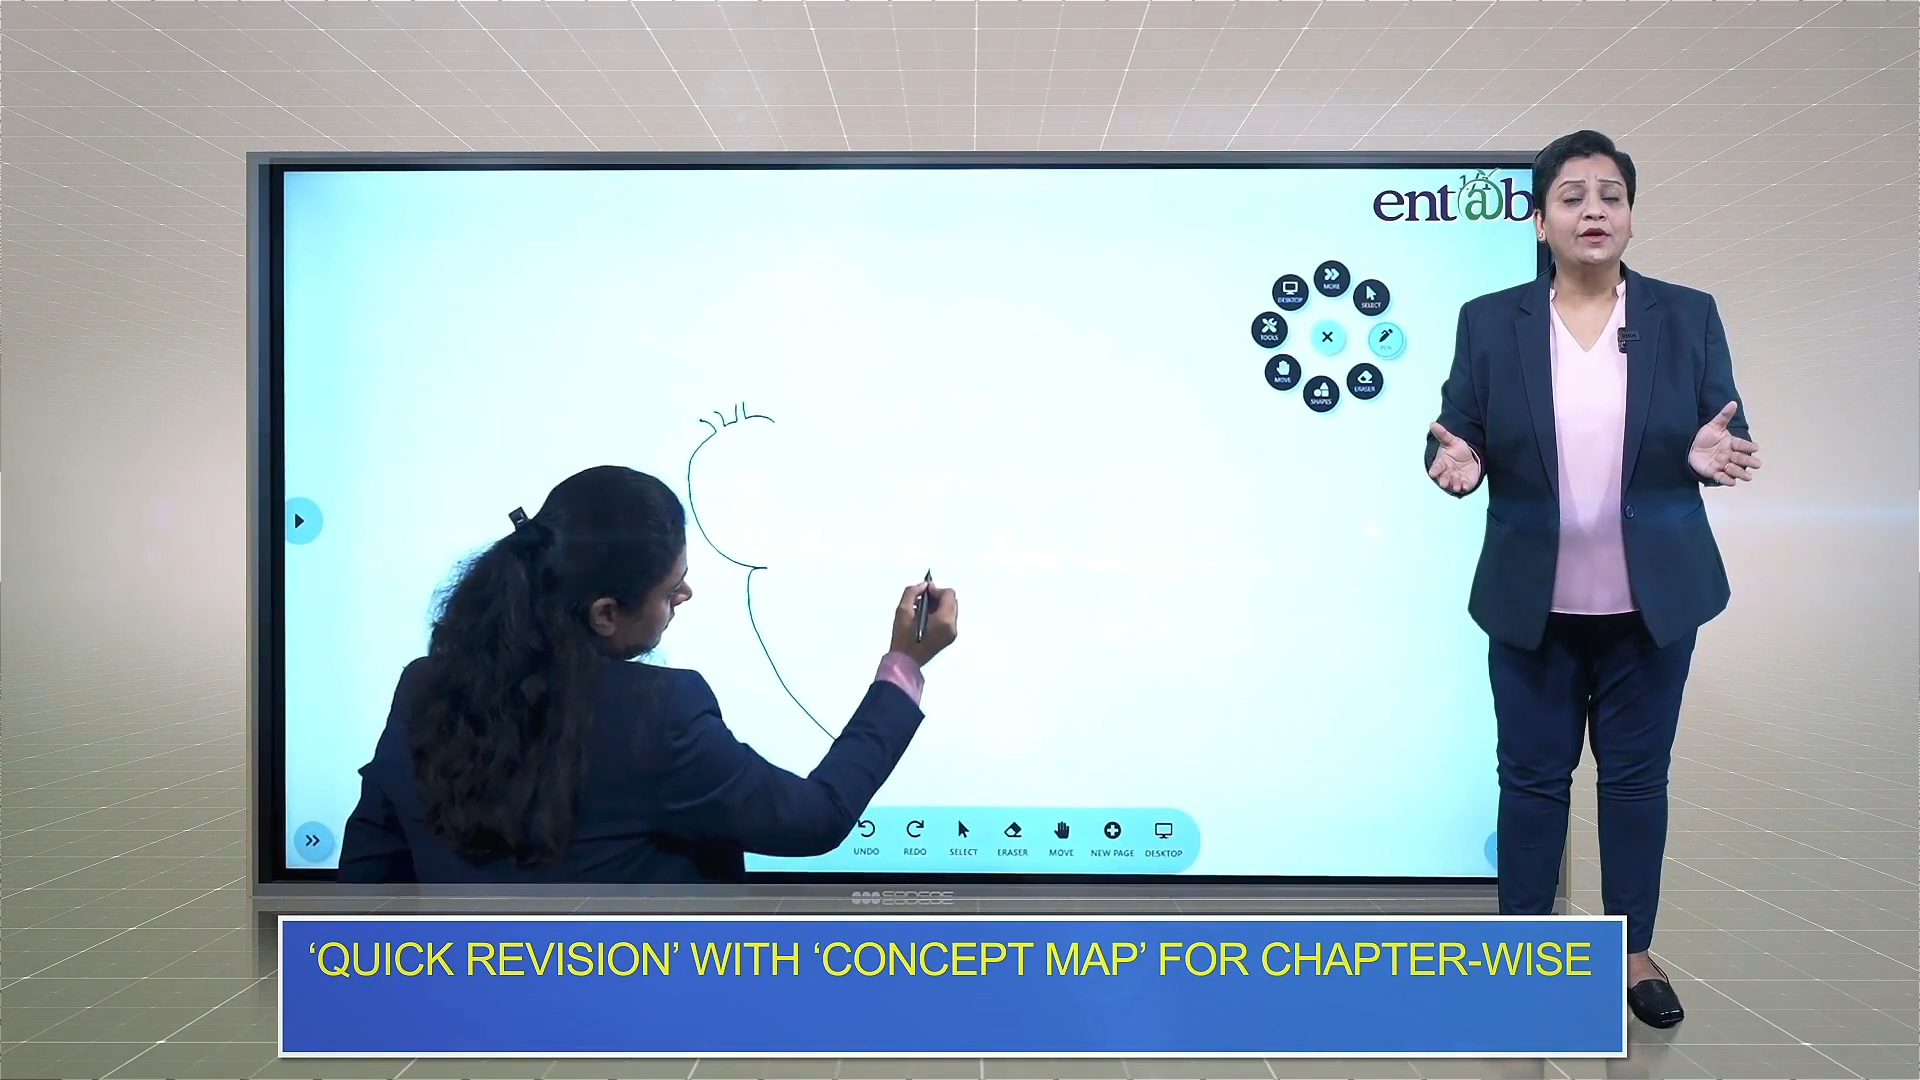 entab
MORE
DESKTOP
SELECT
TOOLS
PEN
MOVE
ERASER
SHAPES
UNDO REDO SELECT ERASER MOVE NEW PAGE DESKTOP
‘QUICK REVISION’ WITH ‘CONCEPT MAP’ FOR CHAPTER-WISE